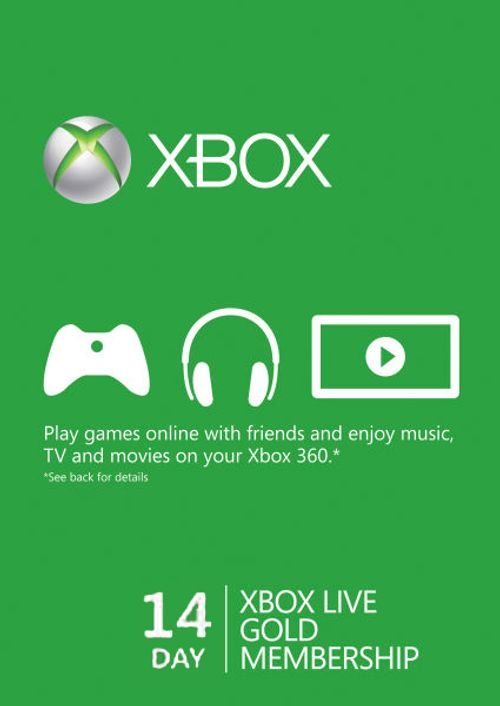 XBOX
Play games online with friends and enjoy music,
TV and movies on your Xbox 360.*
*See back for details
14
DAY
XBOX LIVE
GOLD
MEMBERSHIP